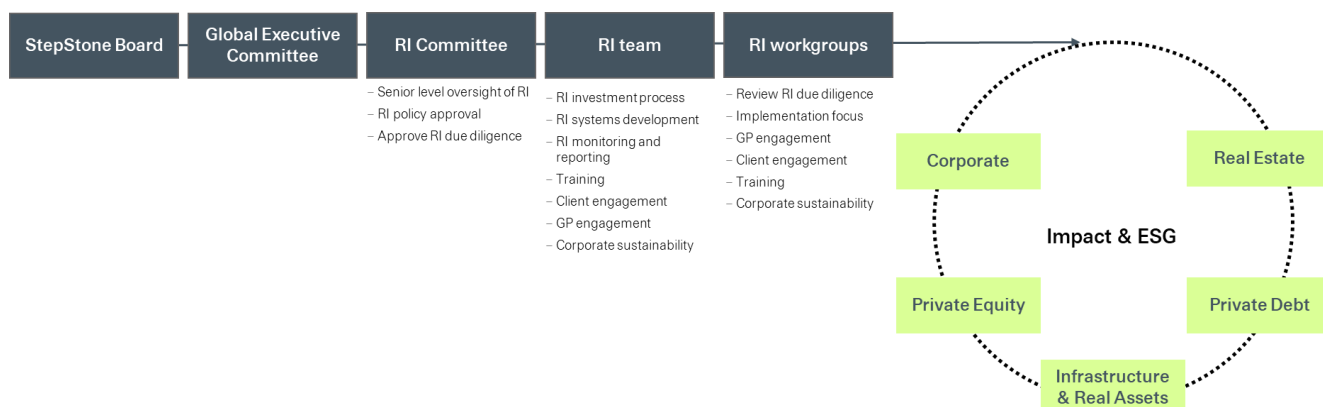 StepStone Board
Global Executive
Committee
RI Committee
RI team
RI workgroups
– Senior level oversight of RI
– RI policy approval
– Approve RI due diligence
– RI investment process
– RI systems development
– RI monitoring and
reporting
– Training
– Client engagement
– GP engagement
– Corporate sustainability
– Review RI due diligence
– Implementation focus
– GP engagement
– Client engagement
– Training
– Corporate sustainability
Corporate
Real Estate
Impact & ESG
Private Equity
Private Debt
Infrastructure
& Real Assets